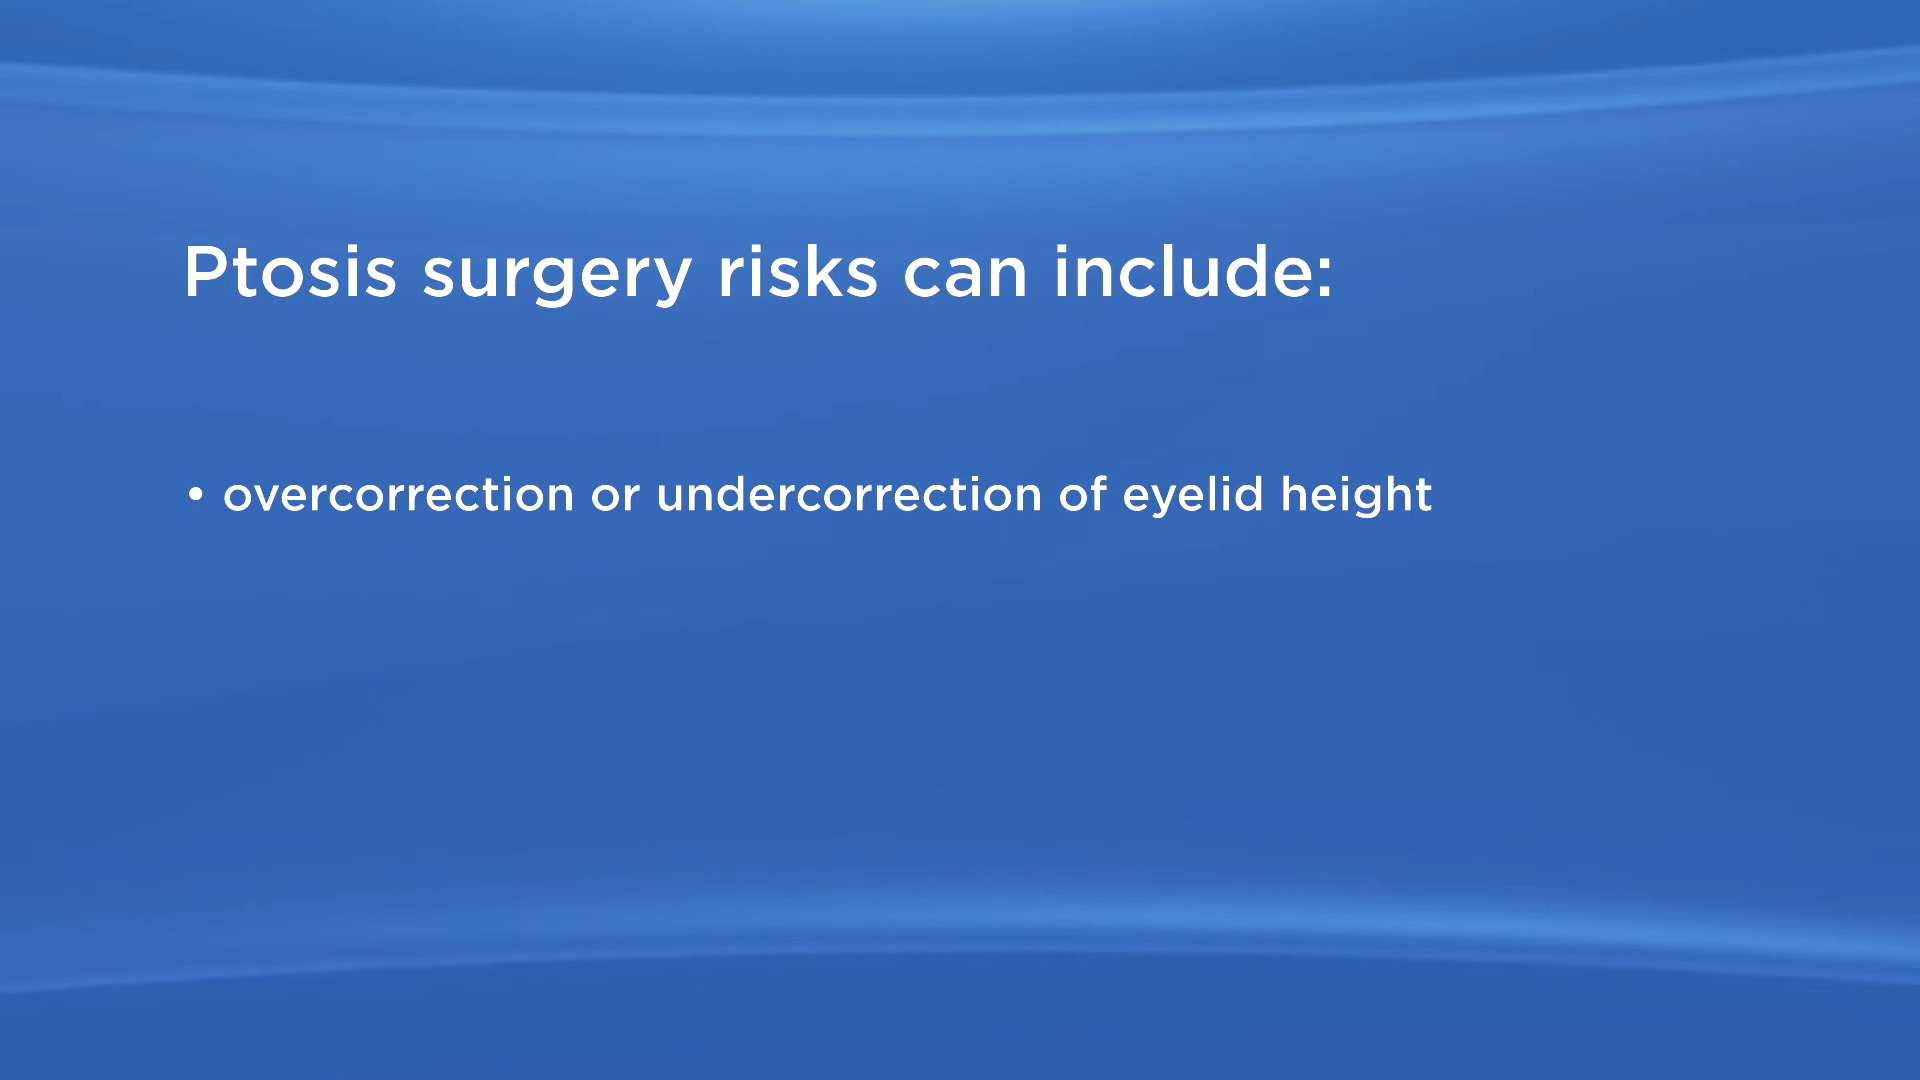 Ptosis surgery risks can include:
• overcorrection or undercorrection of eyelid height